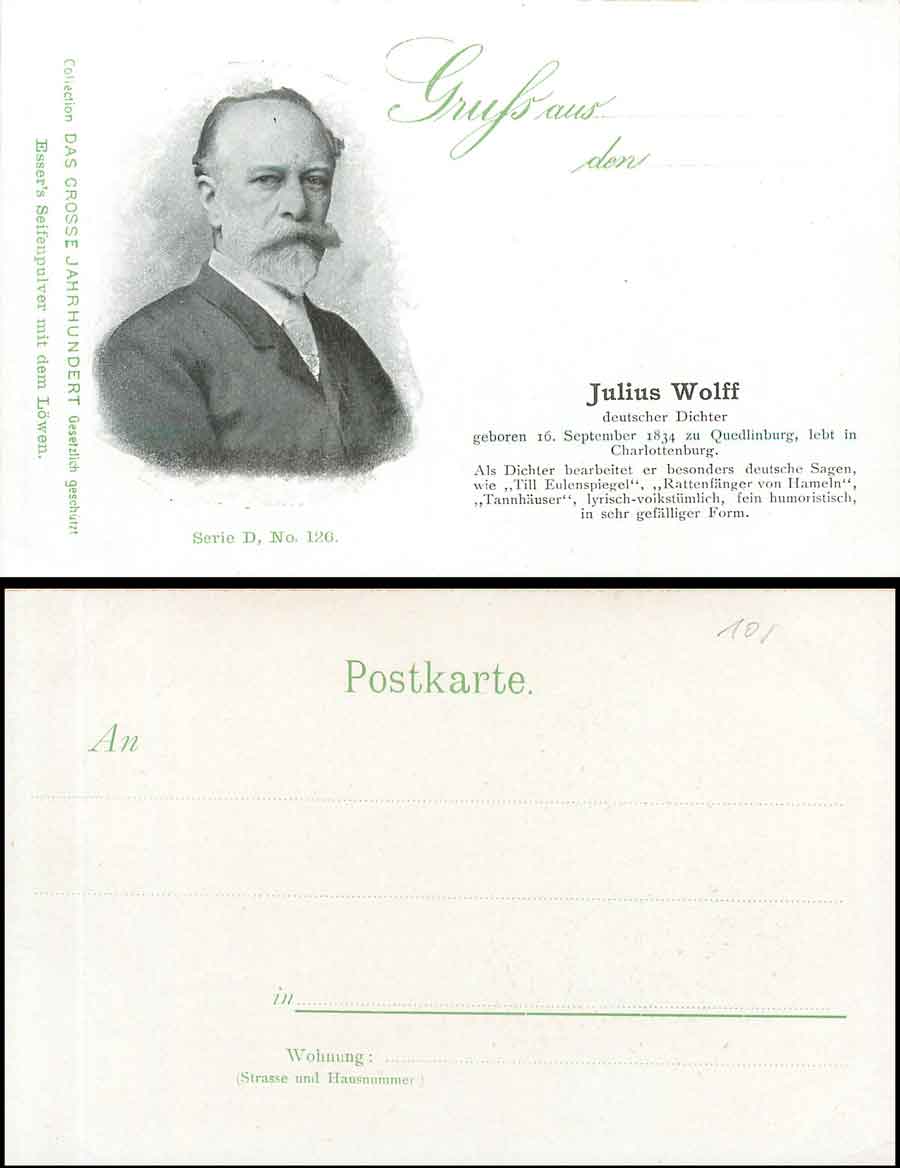 Collection DAS GROSSE JAHRHUNDERT Gesetzlich geschützt
Esser's Seifenpulver mit dem Löwen.
Gruss aus
den
Julius Wolff
deutscher Dichter
geboren 16. September 1834 zu Quedlinburg, lebt in
Charlottenburg.
Als Dichter bearbeitet er besonders deutsche Sagen,
wie „Till Eulenspiegel“, „Rattenfänger von Hameln“,
„Tannhäuser“, lyrisch-volkstümlich, fein humoristisch,
in sehr gefälliger Form.
Serie D, No. 126.
Postkarte.
An
in
Wohnung:
(Strasse und Hausnummer)